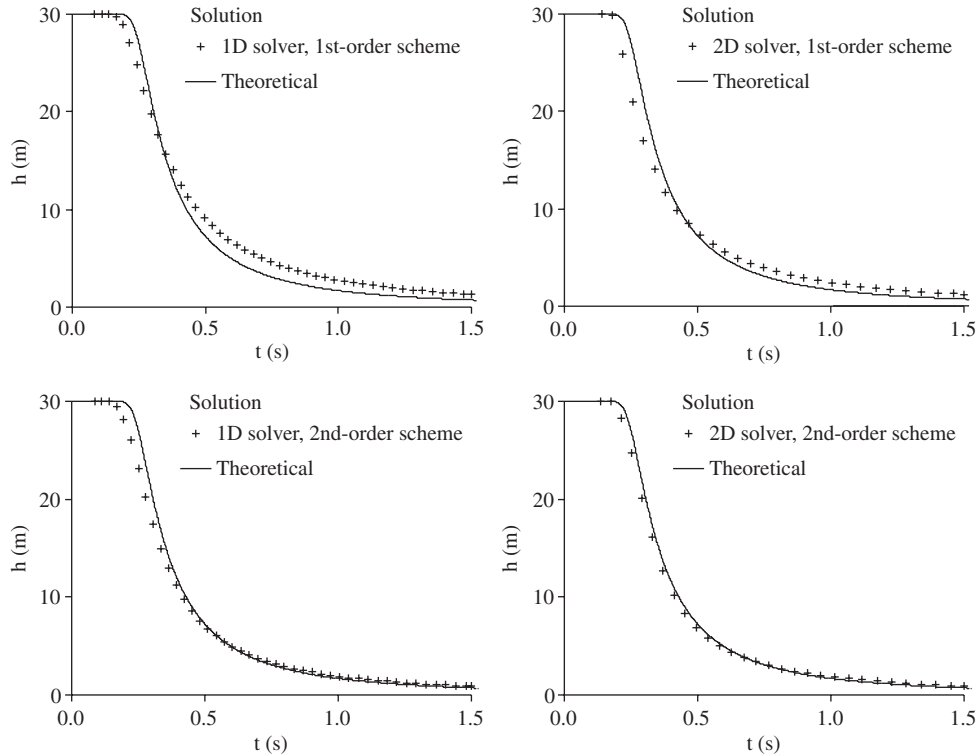 30
20
10
0
h (m)
0.0
0.5
1.0
1.5
t (s)
Solution
+ 1D solver, 1st-order scheme
Theoretical
30
20
10
0
h (m)
0.0
0.5
1.0
1.5
t (s)
Solution
+ 2D solver, 1st-order scheme
Theoretical
30
20
10
0
h (m)
0.0
0.5
1.0
1.5
t (s)
Solution
+ 1D solver, 2nd-order scheme
Theoretical
30
20
10
0
h (m)
0.0
0.5
1.0
1.5
t (s)
Solution
+ 2D solver, 2nd-order scheme
Theoretical